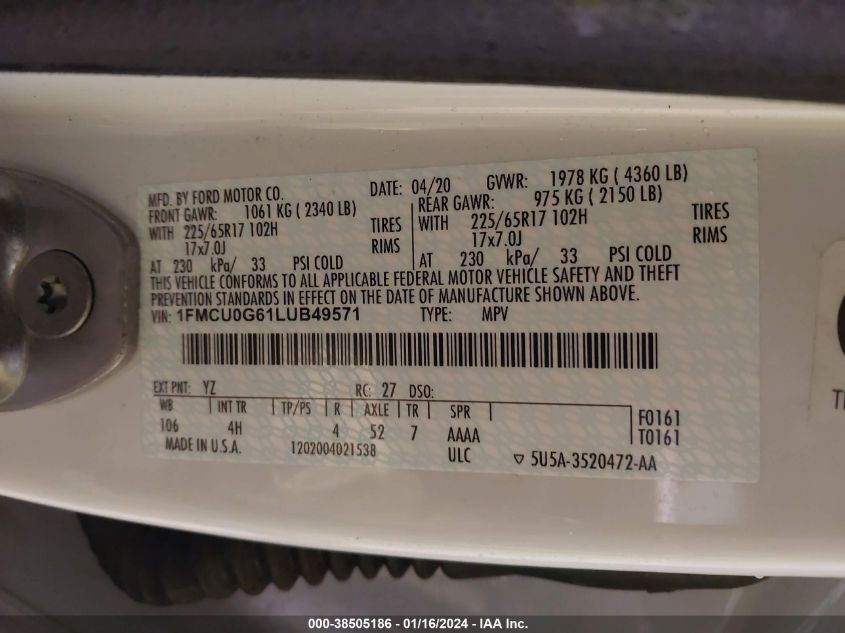 MFD. BY FORD MOTOR CO.
DATE: 04/20 GVWR: 1978 KG ( 4360 LB)
FRONT GAWR: 1061 KG ( 2340 LB)
WITH 225/65R17 102H TIRES
17x7.0J RIMS
AT 230 kPa/ 33 PSI COLD
REAR GAWR: 975 KG ( 2150 LB)
WITH 225/65R17 102H TIRES
17x7.0J RIMS
AT 230 kPa/ 33 PSI COLD
THIS VEHICLE CONFORMS TO ALL APPLICABLE FEDERAL MOTOR VEHICLE SAFETY AND THEFT
PREVENTION STANDARDS IN EFFECT ON THE DATE OF MANUFACTURE SHOWN ABOVE.
VIN: 1FMCU0G61LUB49571 TYPE: MPV
EXT PNT: YZ RC: 27 DSO:
WB INT TR TP/PS R AXLE TR SPR
106 4H 4 52 7 AAAA
F0161
T0161
MADE IN U.S.A. 1202004021538 ULC ▽ 5U5A-3520472-AA
000-38505186 - 01/16/2024 - IAA Inc.